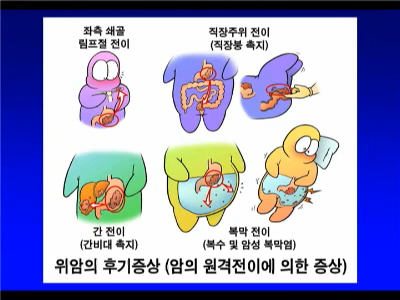 좌측 쇄골
림프절 전이
직장주위 전이
(직장붕 촉지)
간 전이
(간비대 촉지)
복막 전이
(복수 및 암성 복막염)
위암의 후기증상 (암의 원격전이에 의한 증상)